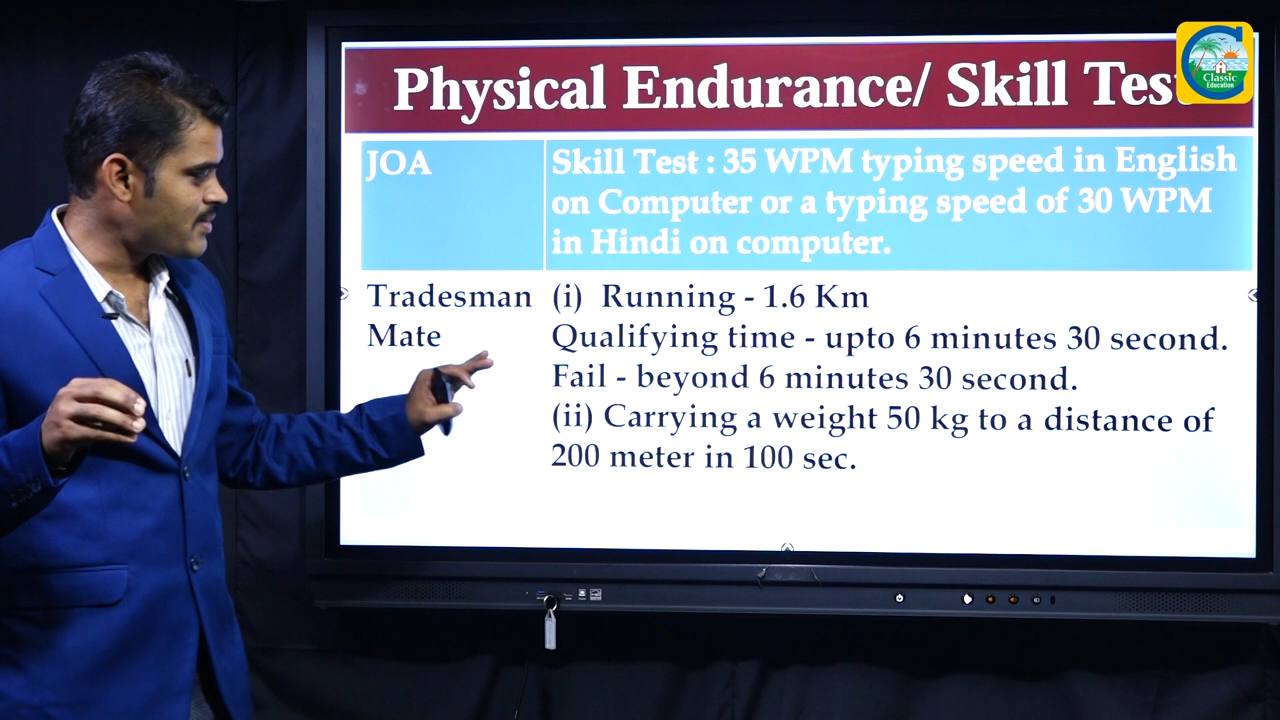 Physical Endurance/ Skill Test
Classic
Education
JOA
Skill Test : 35 WPM typing speed in English
on Computer or a typing speed of 30 WPM
in Hindi on computer.
Tradesman
Mate
(i) Running - 1.6 Km
Qualifying time - upto 6 minutes 30 second.
Fail - beyond 6 minutes 30 second.
(ii) Carrying a weight 50 kg to a distance of
200 meter in 100 sec.